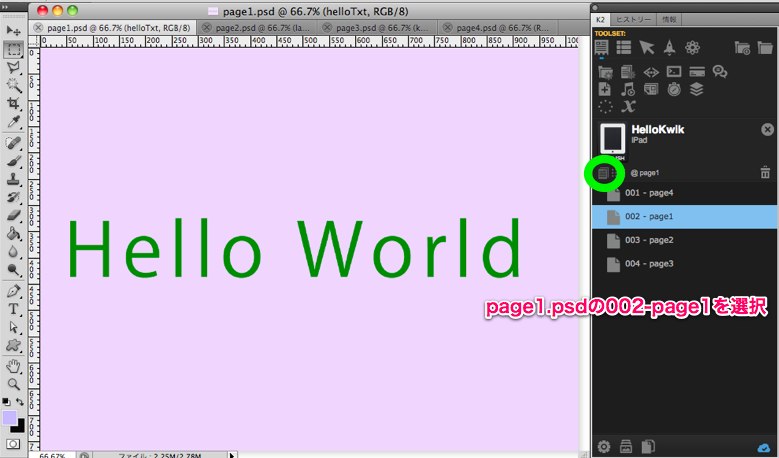 page1.psd @ 66.7% (helloTxt, RGB/8)
page1.psd @ 66.7% (helloTxt, RGB/8)
page2.psd @ 66.7% (la...
page3.psd @ 66.7% (k...
page4.psd @ 66.7% (R...
0 50 100 150 200 250 300 350 400 450 500 550 600 650 700 750 800 850 900 950 100
Hello World
page1.psdの002-page1を選択
66.67%
ファイル : 2.25M/2.78M
K2
ヒストリー
情報
TOOLSET:
HelloKwik
iPad
@ page1
001 - page4
002 - page1
003 - page2
004 - page3